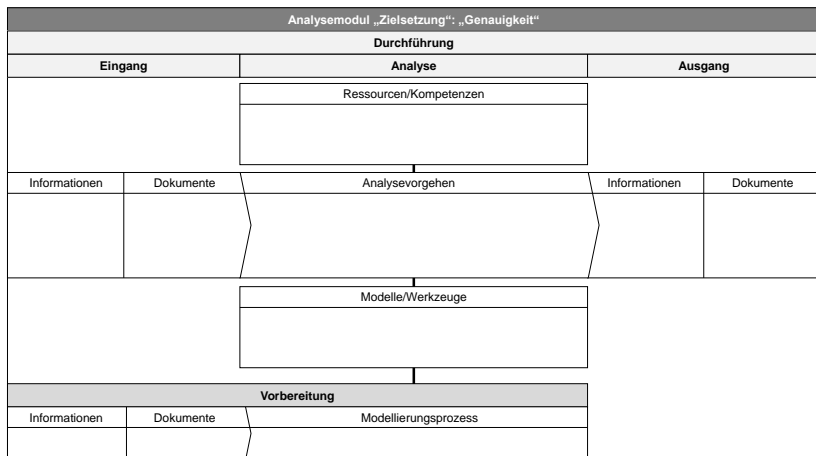 Analysemodul „Zielsetzung“: „Genauigkeit“
Durchführung
Eingang Analyse Ausgang
Ressourcen/Kompetenzen
Informationen Dokumente Analysevorgehen Informationen Dokumente
Modelle/Werkzeuge
Vorbereitung
Informationen Dokumente Modellierungsprozess